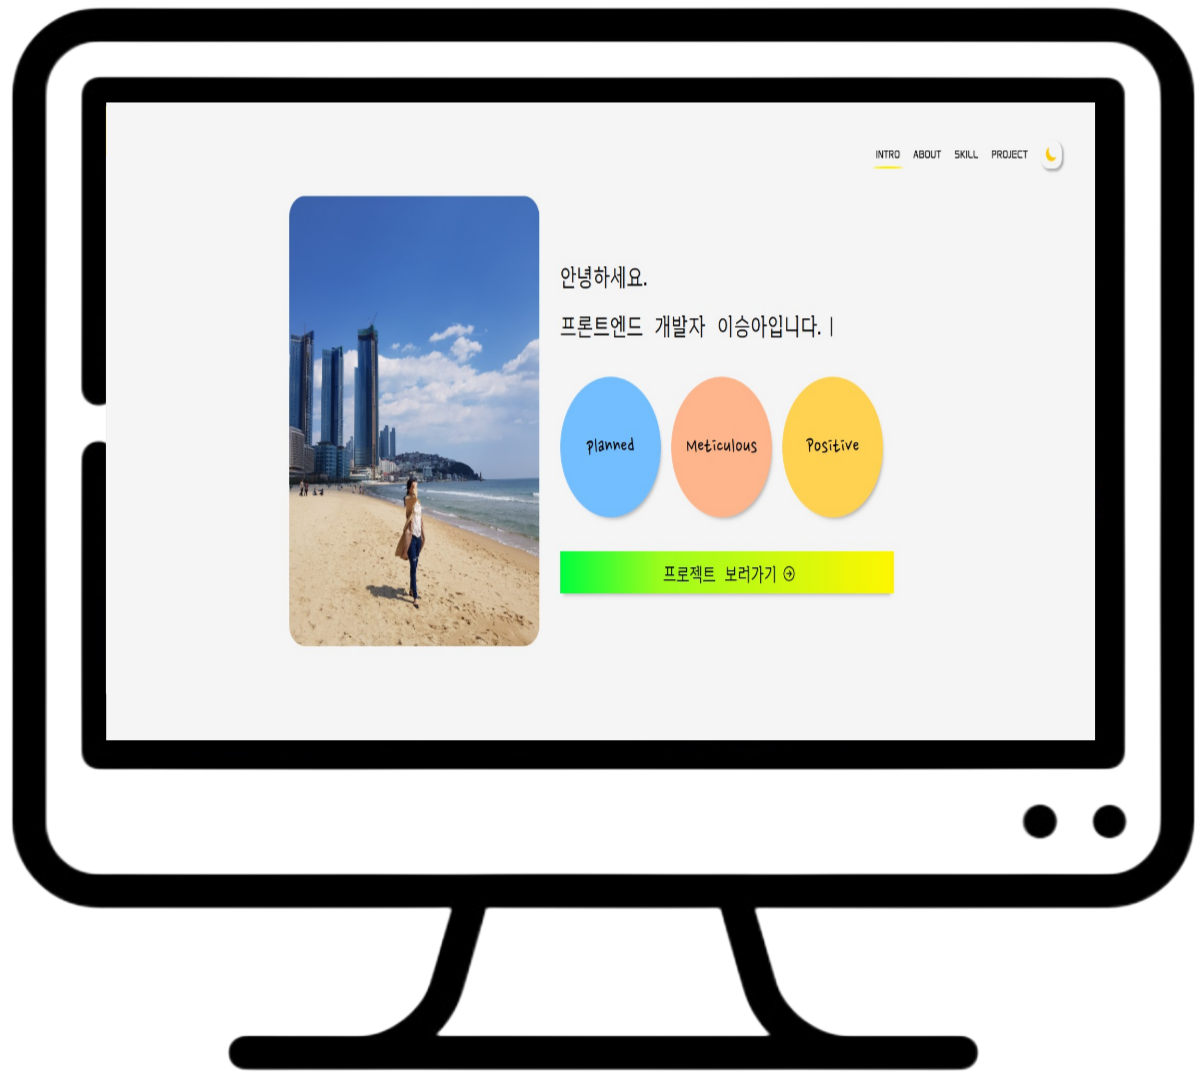 INTRO ABOUT SKILL PROJECT
안녕하세요.
프론트엔드 개발자 이승아입니다. |
Planned Meticulous Positive
프로젝트 보러가기